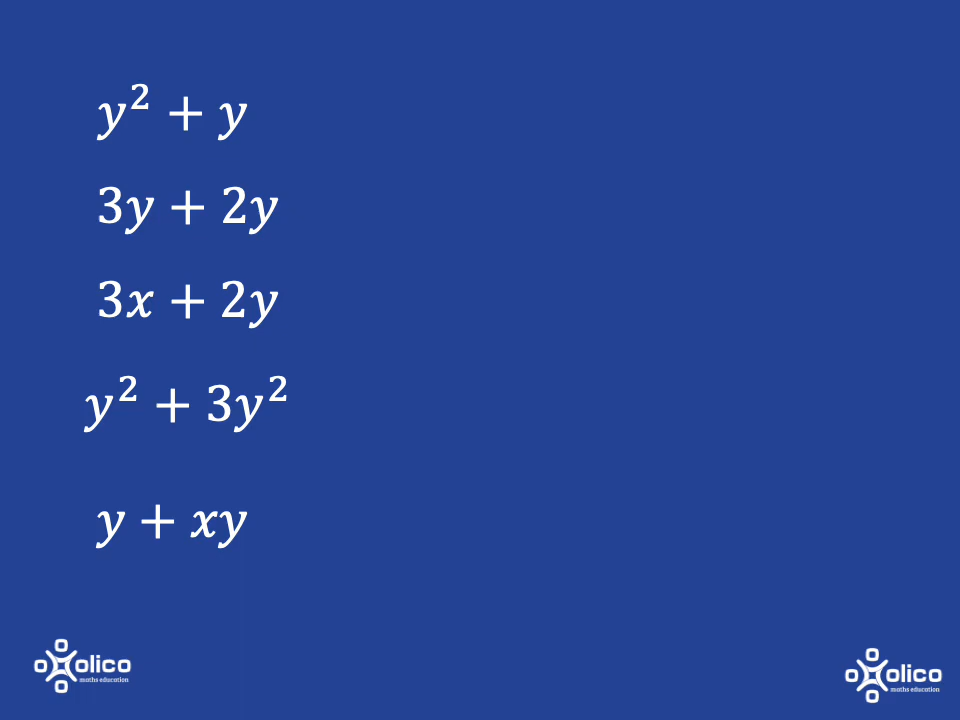 y² + y
3y + 2y
3x + 2y
y² + 3y²
y + xy
olico
maths education
olico
maths education